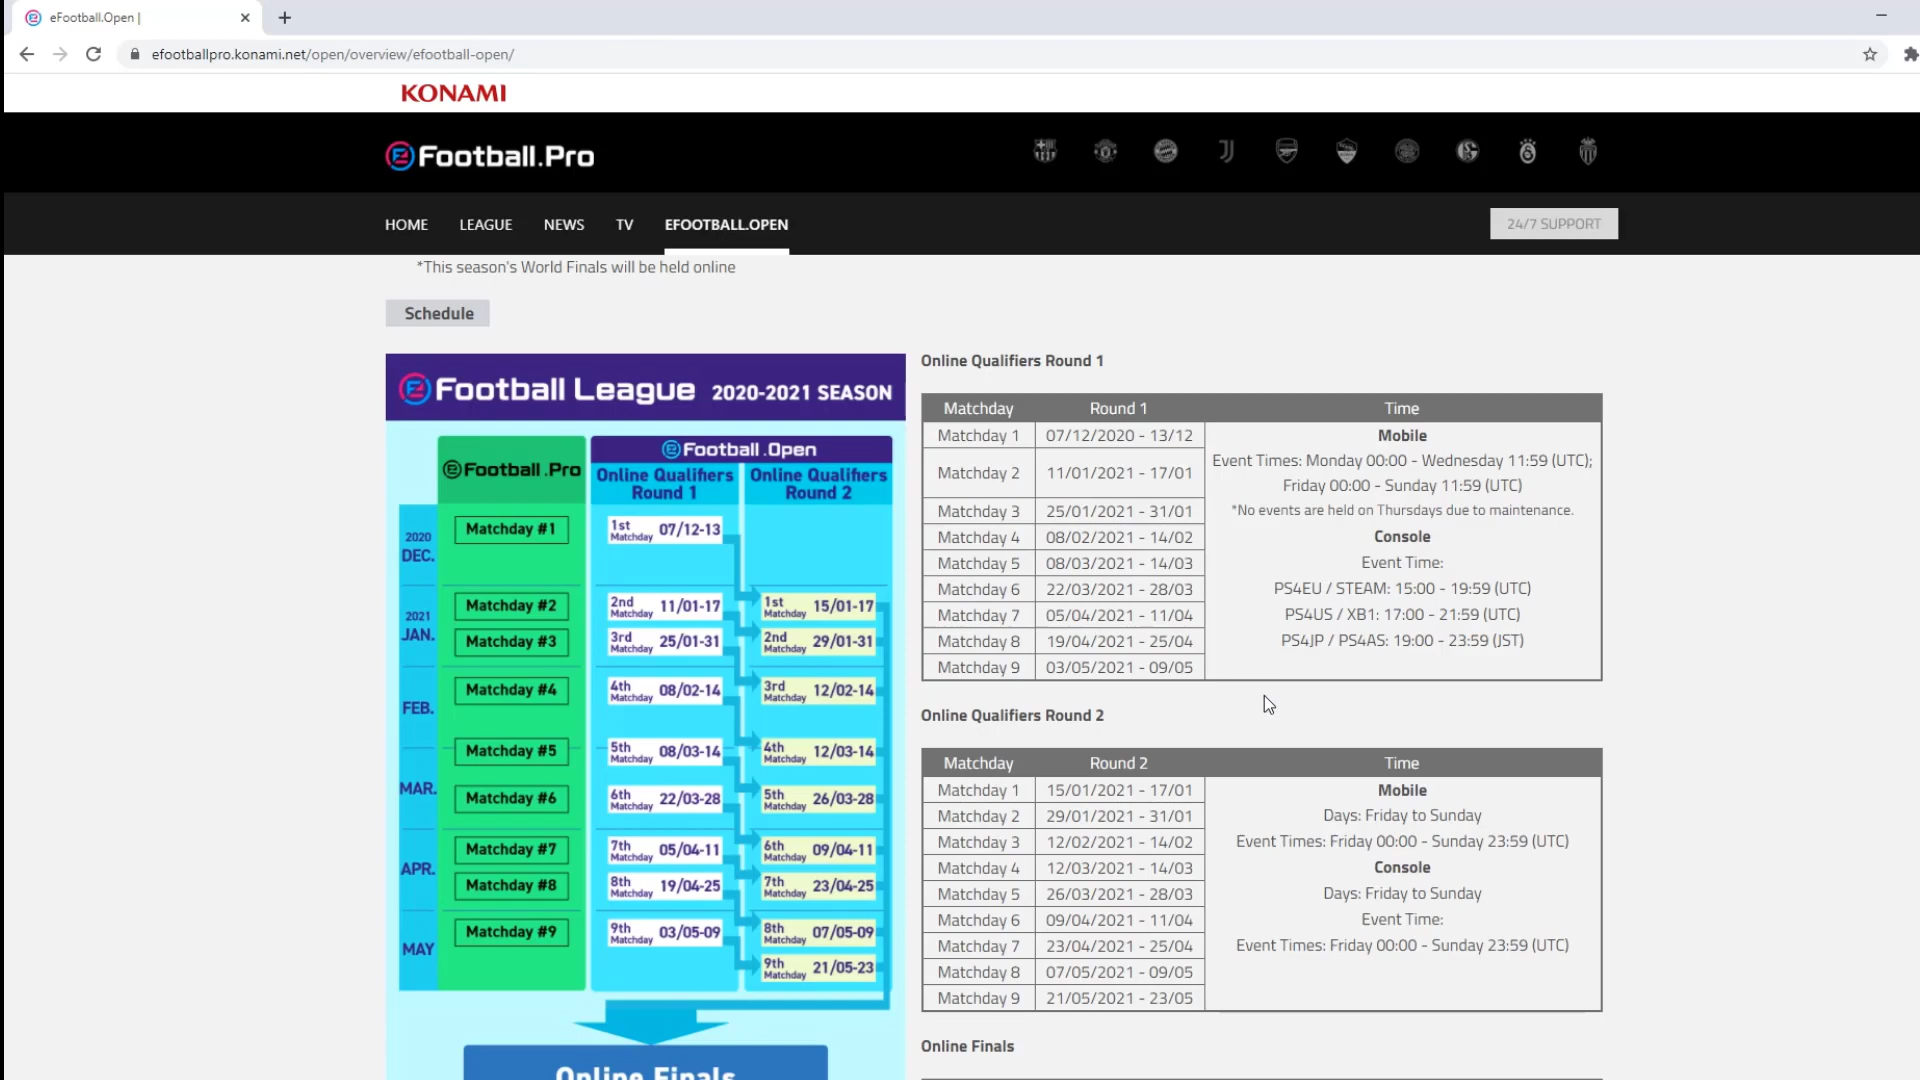 eFootball.Open |
efootballpro.konami.net/open/overview/efootball-open/
KONAMI
Football.Pro
HOME LEAGUE NEWS TV EFOOTBALL.OPEN 24/7 SUPPORT
*This season's World Finals will be held online
Schedule
Football League 2020-2021 SEASON
Football.Pro
Football.Open
Online Qualifiers Round 1
Online Qualifiers Round 2
2020 DEC.
Matchday #1
1st Matchday 07/12-13
2021 JAN.
Matchday #2
2nd Matchday 11/01-17
1st Matchday 15/01-17
Matchday #3
3rd Matchday 25/01-31
2nd Matchday 29/01-31
FEB.
Matchday #4
4th Matchday 08/02-14
3rd Matchday 12/02-14
MAR.
Matchday #5
5th Matchday 08/03-14
4th Matchday 12/03-14
Matchday #6
6th Matchday 22/03-28
5th Matchday 26/03-28
APR.
Matchday #7
7th Matchday 05/04-11
6th Matchday 09/04-11
Matchday #8
8th Matchday 19/04-25
7th Matchday 23/04-25
MAY
Matchday #9
9th Matchday 03/05-09
8th Matchday 07/05-09
9th Matchday 21/05-23
Online Finals
Online Qualifiers Round 1
Matchday Round 1 Time
Matchday 1 07/12/2020 - 13/12
Matchday 2 11/01/2021 - 17/01
Matchday 3 25/01/2021 - 31/01
Matchday 4 08/02/2021 - 14/02
Matchday 5 08/03/2021 - 14/03
Matchday 6 22/03/2021 - 28/03
Matchday 7 05/04/2021 - 11/04
Matchday 8 19/04/2021 - 25/04
Matchday 9 03/05/2021 - 09/05
Mobile
Event Times: Monday 00:00 - Wednesday 11:59 (UTC);
Friday 00:00 - Sunday 11:59 (UTC)
*No events are held on Thursdays due to maintenance.
Console
Event Time:
PS4EU / STEAM: 15:00 - 19:59 (UTC)
PS4US / XB1: 17:00 - 21:59 (UTC)
PS4JP / PS4AS: 19:00 - 23:59 (JST)
Online Qualifiers Round 2
Matchday Round 2 Time
Matchday 1 15/01/2021 - 17/01
Matchday 2 29/01/2021 - 31/01
Matchday 3 12/02/2021 - 14/02
Matchday 4 12/03/2021 - 14/03
Matchday 5 26/03/2021 - 28/03
Matchday 6 09/04/2021 - 11/04
Matchday 7 23/04/2021 - 25/04
Matchday 8 07/05/2021 - 09/05
Matchday 9 21/05/2021 - 23/05
Mobile
Days: Friday to Sunday
Event Times: Friday 00:00 - Sunday 23:59 (UTC)
Console
Days: Friday to Sunday
Event Time:
Event Times: Friday 00:00 - Sunday 23:59 (UTC)
Online Finals